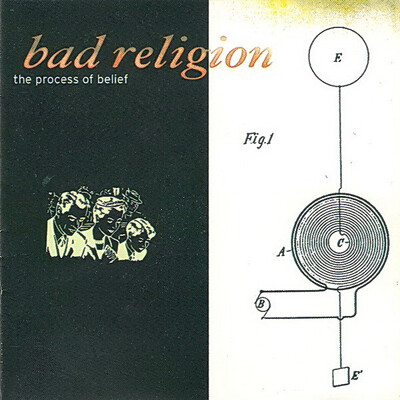 bad religion
the process of belief
E
Fig.1
A
C
B
E'